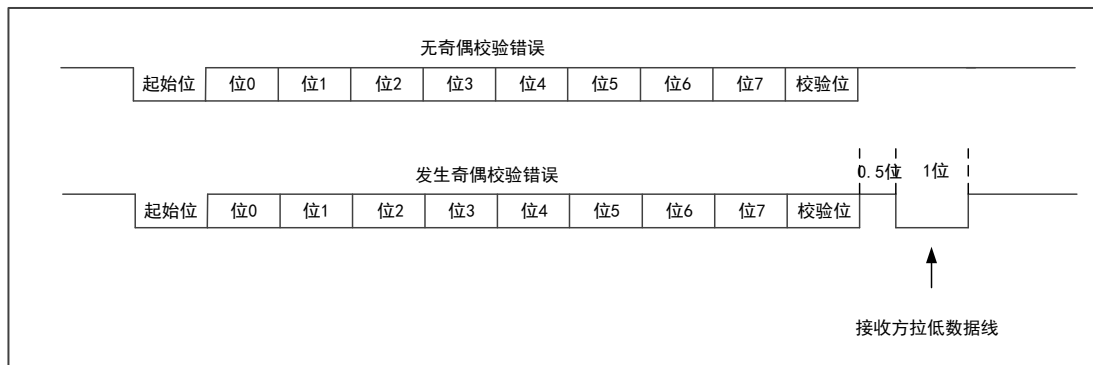 无奇偶校验错误
起始位 位0 位1 位2 位3 位4 位5 位6 位7 校验位
发生奇偶校验错误
0.5位 1位
起始位 位0 位1 位2 位3 位4 位5 位6 位7 校验位
接收方拉低数据线